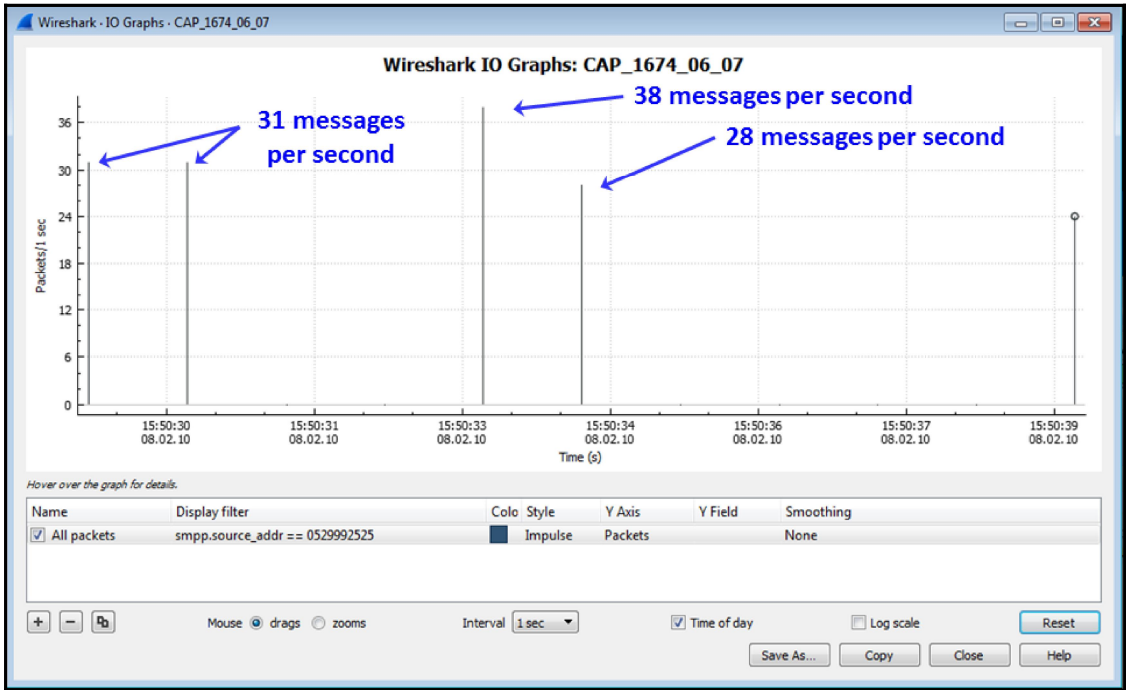 Wireshark · IO Graphs · CAP_1674_06_07
Wireshark IO Graphs: CAP_1674_06_07
38 messages per second
31 messages
per second
28 messages per second
36
30
24
18
12
6
0
Packets/1 sec
15:50:30 15:50:31 15:50:33 15:50:34 15:50:36 15:50:37 15:50:39
08.02.10 08.02.10 08.02.10 08.02.10 08.02.10 08.02.10 08.02.10
Time (s)
Hover over the graph for details.
Name Display filter Colo Style Y Axis Y Field Smoothing
All packets smpp.source_addr == 0529992525 Impulse Packets None
Mouse drags zooms Interval 1 sec Time of day Log scale Reset
Save As... Copy Close Help